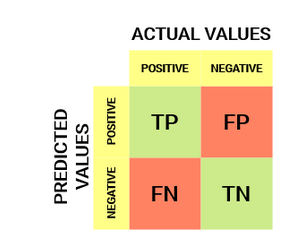 ACTUAL VALUES
POSITIVE NEGATIVE
PREDICTED
VALUES
POSITIVE
TP FP
NEGATIVE
FN TN